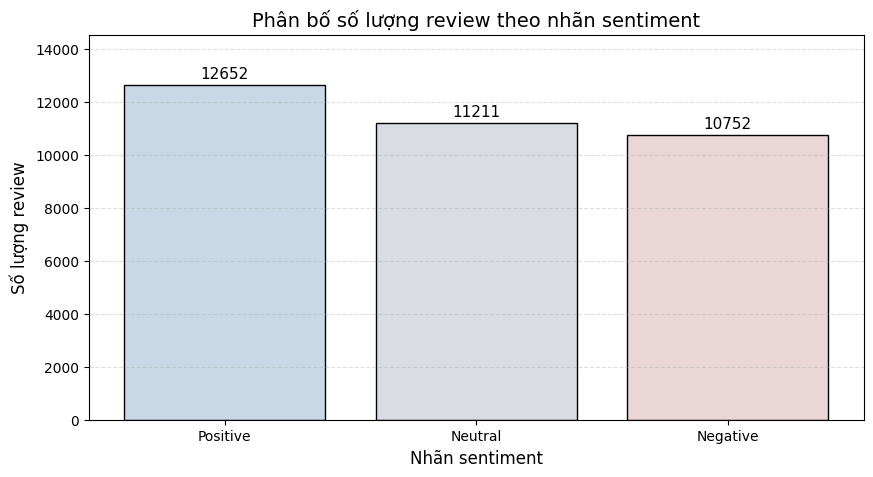 Phân bố số lượng review theo nhãn sentiment
Số lượng review
14000
12000
10000
8000
6000
4000
2000
0
12652
11211
10752
Positive
Neutral
Negative
Nhãn sentiment